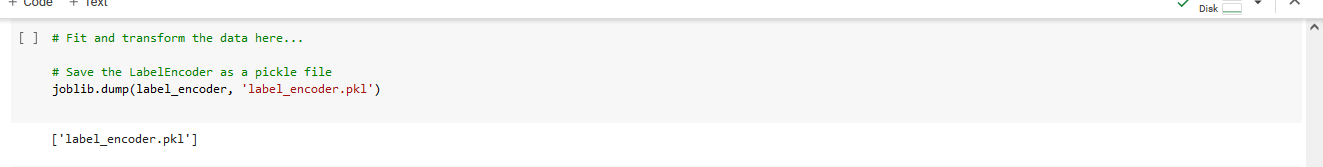 + Code + Text
Disk
[ ] # Fit and transform the data here...
# Save the LabelEncoder as a pickle file
joblib.dump(label_encoder, 'label_encoder.pkl')
['label_encoder.pkl']